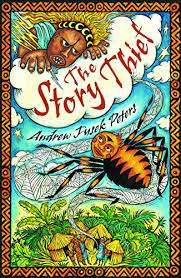 The
Story Thief
Andrew Fusek Peters